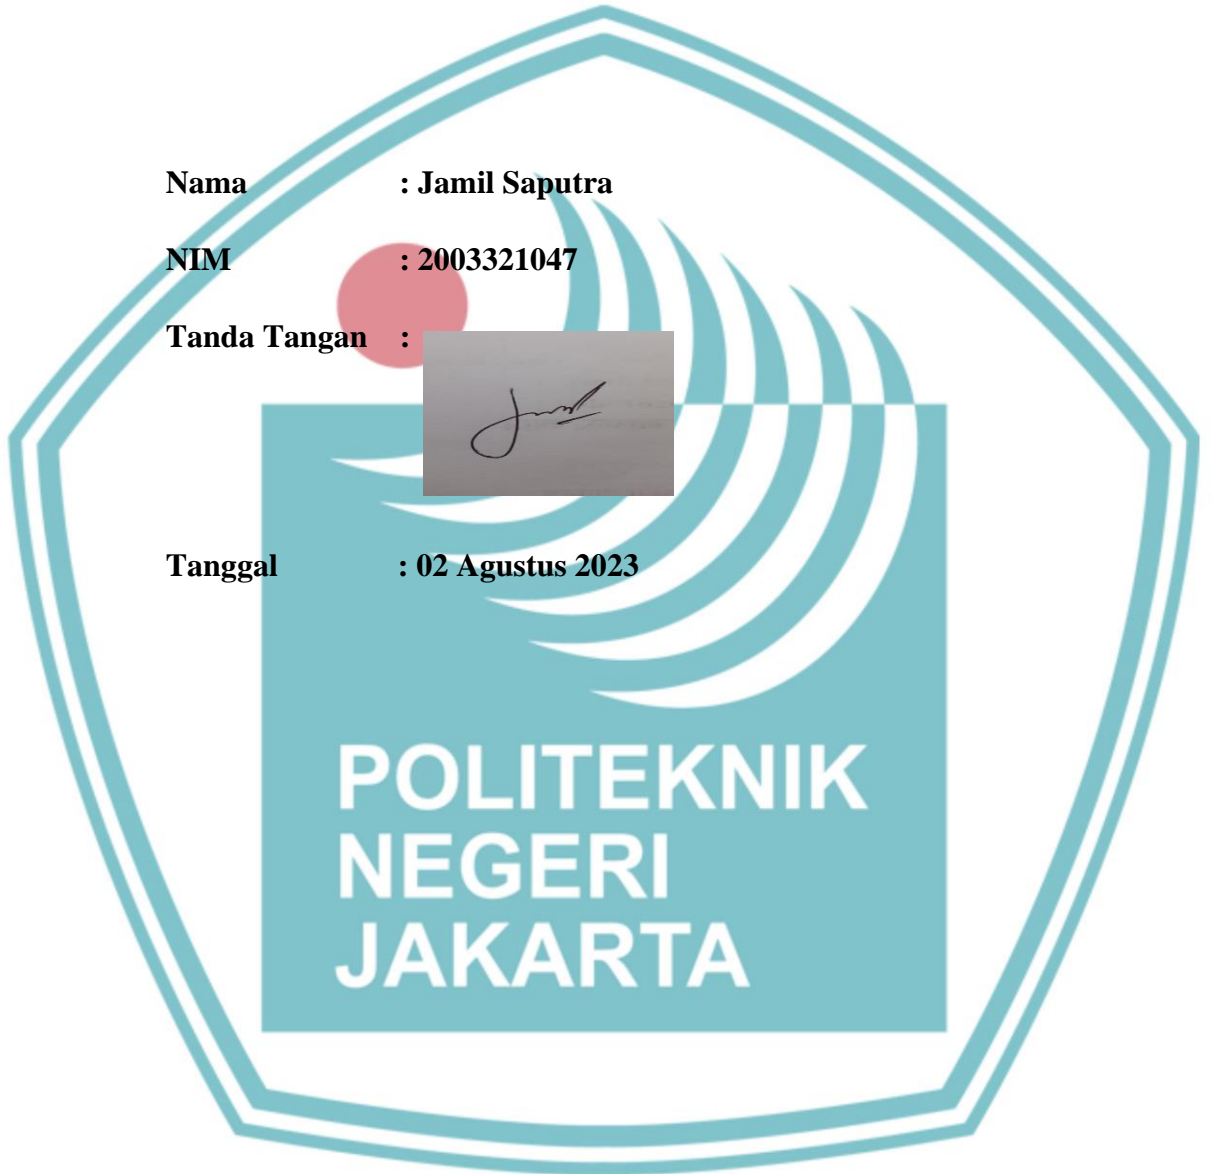 Nama : Jamil Saputra
NIM : 2003321047
Tanda Tangan :
Tanggal : 02 Agustus 2023
POLITEKNIK
NEGERI
JAKARTA